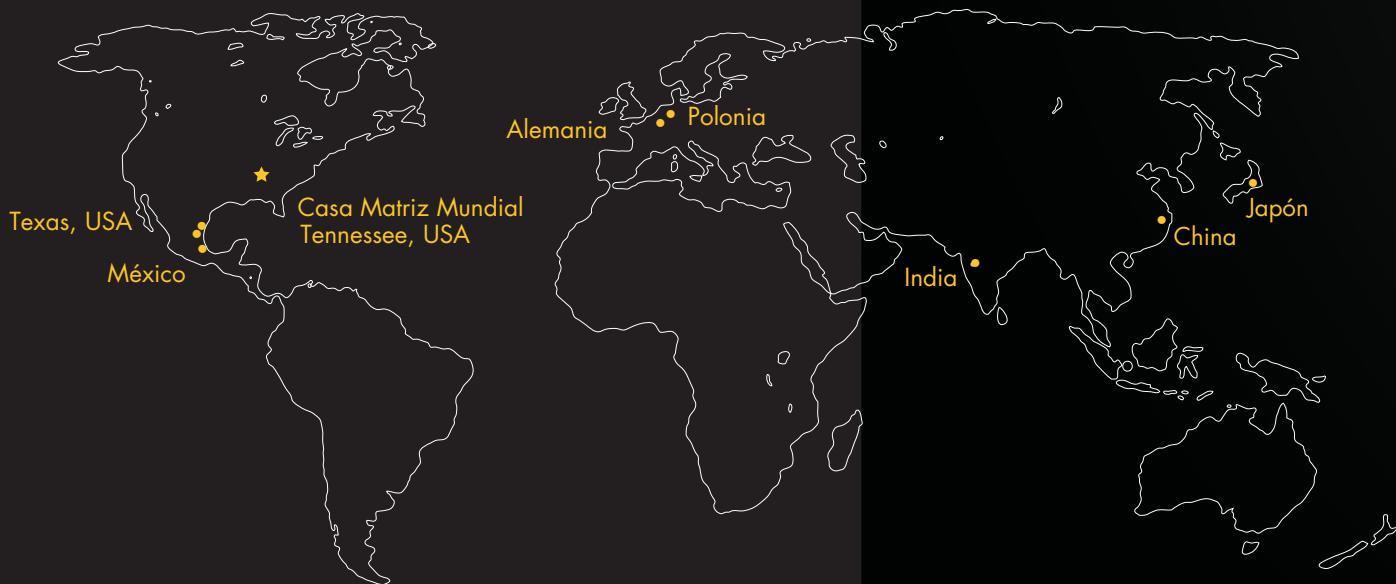 Alemania
Polonia
Texas, USA
Casa Matriz Mundial
Tennessee, USA
México
Japón
China
India